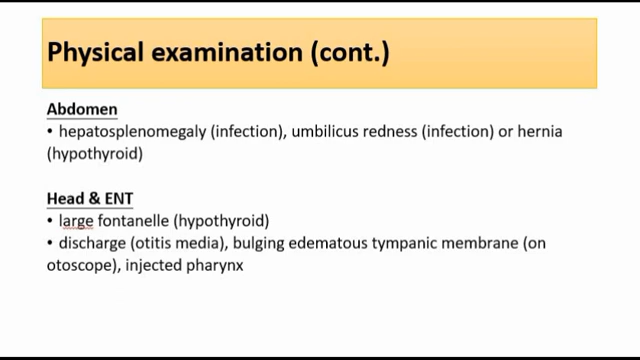 Physical examination (cont.)
Abdomen
• hepatosplenomegaly (infection), umbilicus redness (infection) or hernia
(hypothyroid)
Head & ENT
• large fontanelle (hypothyroid)
• discharge (otitis media), bulging edematous tympanic membrane (on
otoscope), injected pharynx